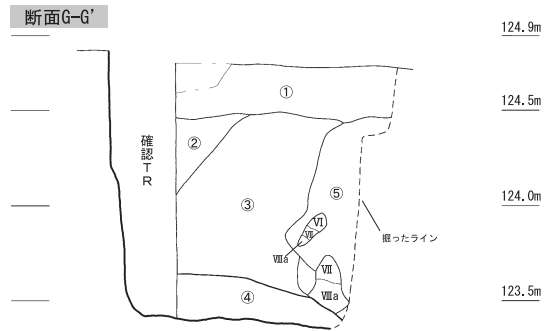 断面G-G’
124.9m
①
124.5m
②
確認TR
③
⑤
124.0m
Ⅵ
Ⅶ
Ⅷa
掘ったライン
Ⅶ
Ⅷa
④
123.5m